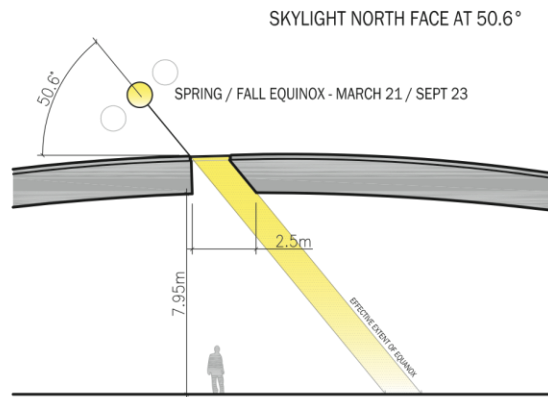 SKYLIGHT NORTH FACE AT 50.6°
50.6°
SPRING / FALL EQUINOX - MARCH 21 / SEPT 23
2.5m
7.95m
EFFECTIVE EXTENT OF EQUANOX